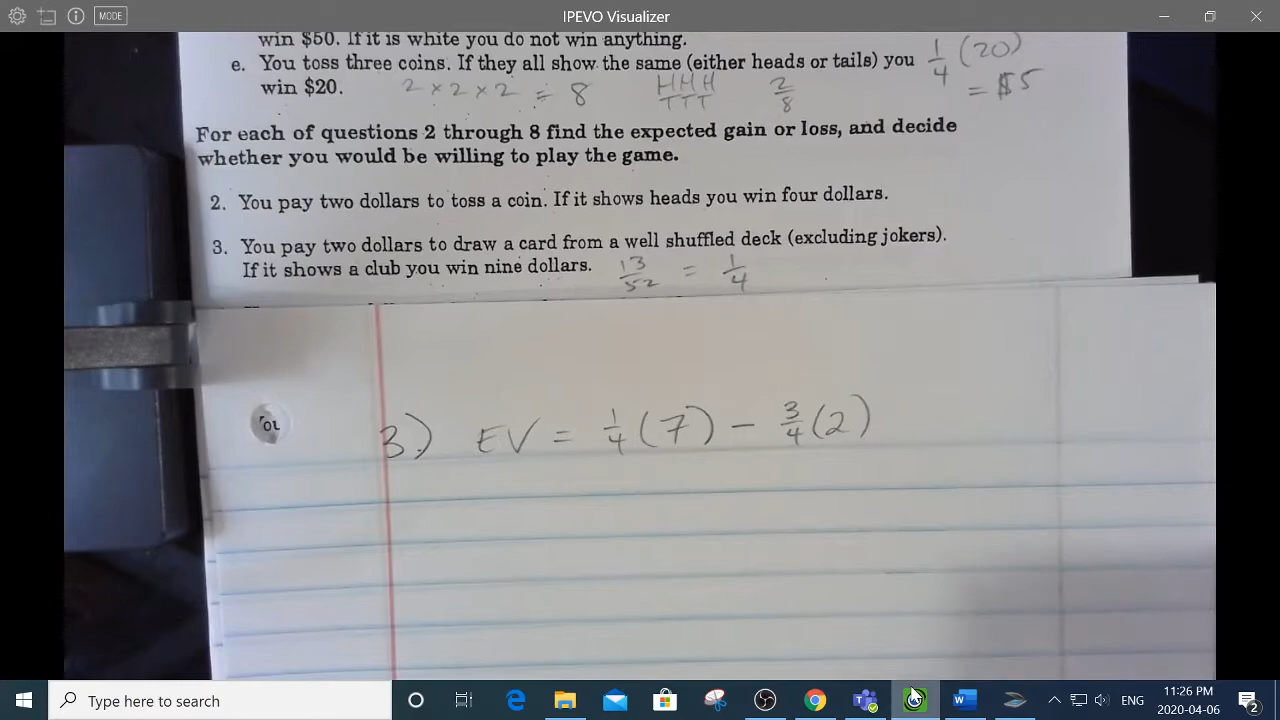 MODE
IPEVO Visualizer
win $50. If it is white you do not win anything.
e. You toss three coins. If they all show the same (either heads or tails) you
win $20.
2 × 2 × 2 = 8
HHH
TTT
2/8
1/4 (20)
= $5
For each of questions 2 through 8 find the expected gain or loss, and decide
whether you would be willing to play the game.
2. You pay two dollars to toss a coin. If it shows heads you win four dollars.
3. You pay two dollars to draw a card from a well shuffled deck (excluding jokers).
If it shows a club you win nine dollars.
13/52 = 1/4
3) EV = 1/4 (7) - 3/4 (2)
Type here to search
ENG
11:26 PM
2020-04-06
2